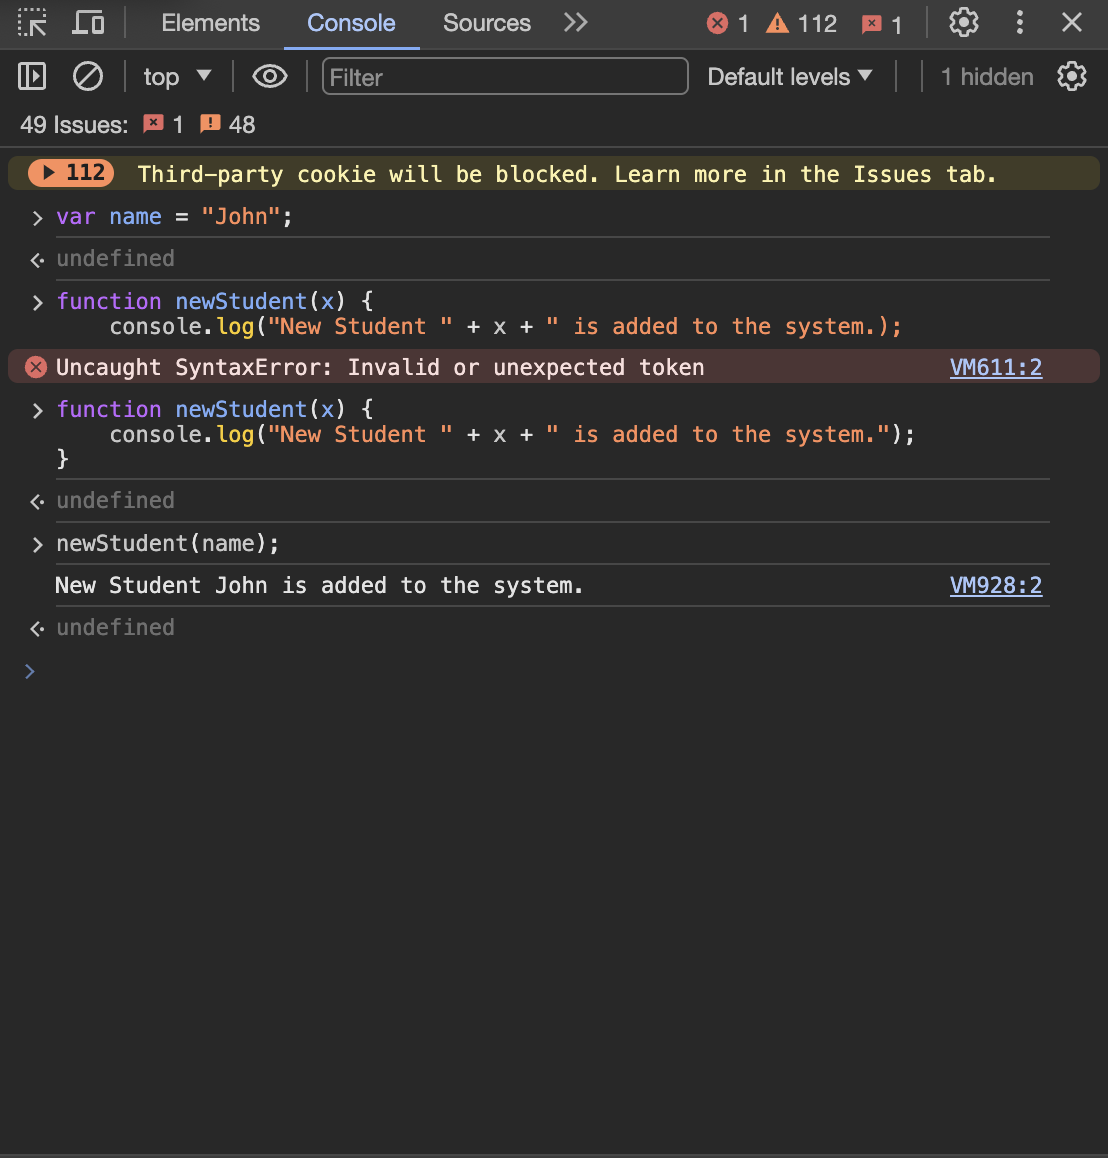 Elements Console Sources 1 112 1
top Filter Default levels 1 hidden
49 Issues: 1 48
112 Third-party cookie will be blocked. Learn more in the Issues tab.
var name = "John";
undefined
function newStudent(x) {
    console.log("New Student " + x + " is added to the system.);
Uncaught SyntaxError: Invalid or unexpected token VM611:2
function newStudent(x) {
    console.log("New Student " + x + " is added to the system.");
}
undefined
newStudent(name);
New Student John is added to the system. VM928:2
undefined